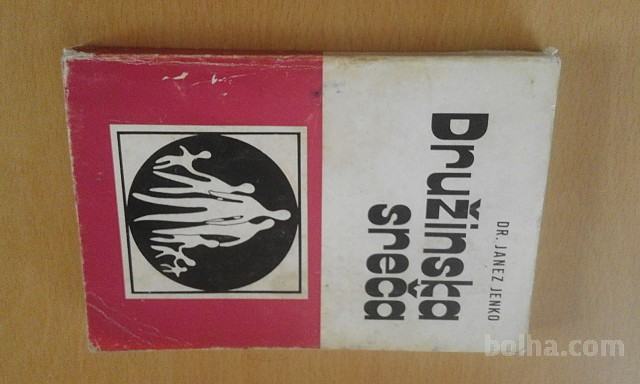 DR. JANEZ JENKO
Družinska
sreča
bolha.com